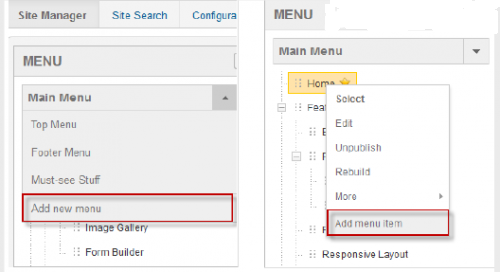 Site Manager Site Search Configura
MENU
Main Menu
Top Menu
Footer Menu
Must-see Stuff
Add new menu
Image Gallery
Form Builder
MENU
Main Menu
Home
Feat
Select
Edit
Unpublish
Rebuild
More
Add menu item
Responsive Layout